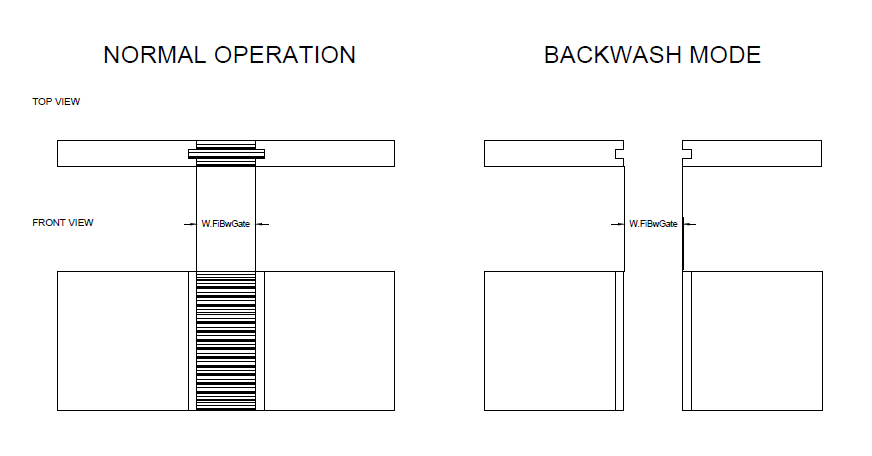 NORMAL OPERATION
BACKWASH MODE
TOP VIEW
FRONT VIEW
W.FiBwGate
W.FiBwGate